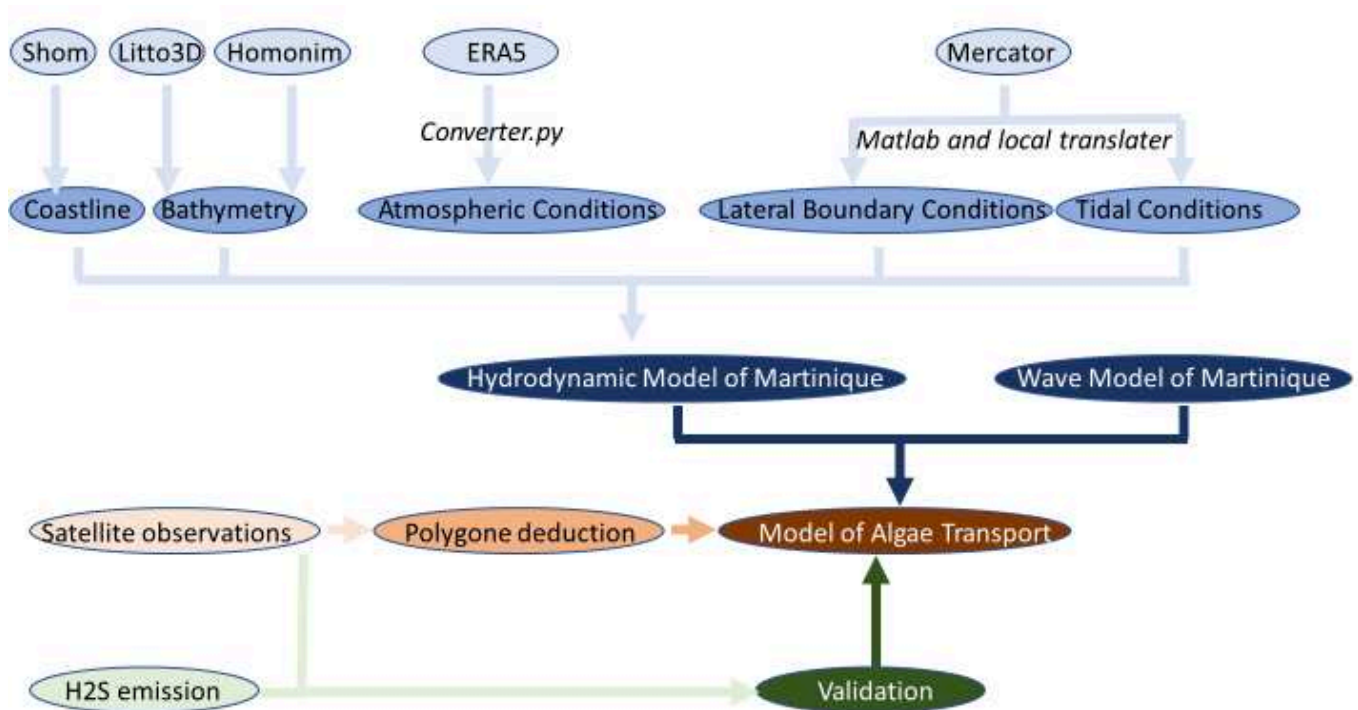 Shom
Litto3D
Homonim
ERA5
Mercator
Converter.py
Matlab and local translater
Coastline
Bathymetry
Atmospheric Conditions
Lateral Boundary Conditions
Tidal Conditions
Hydrodynamic Model of Martinique
Wave Model of Martinique
Satellite observations
Polygone deduction
Model of Algae Transport
H2S emission
Validation